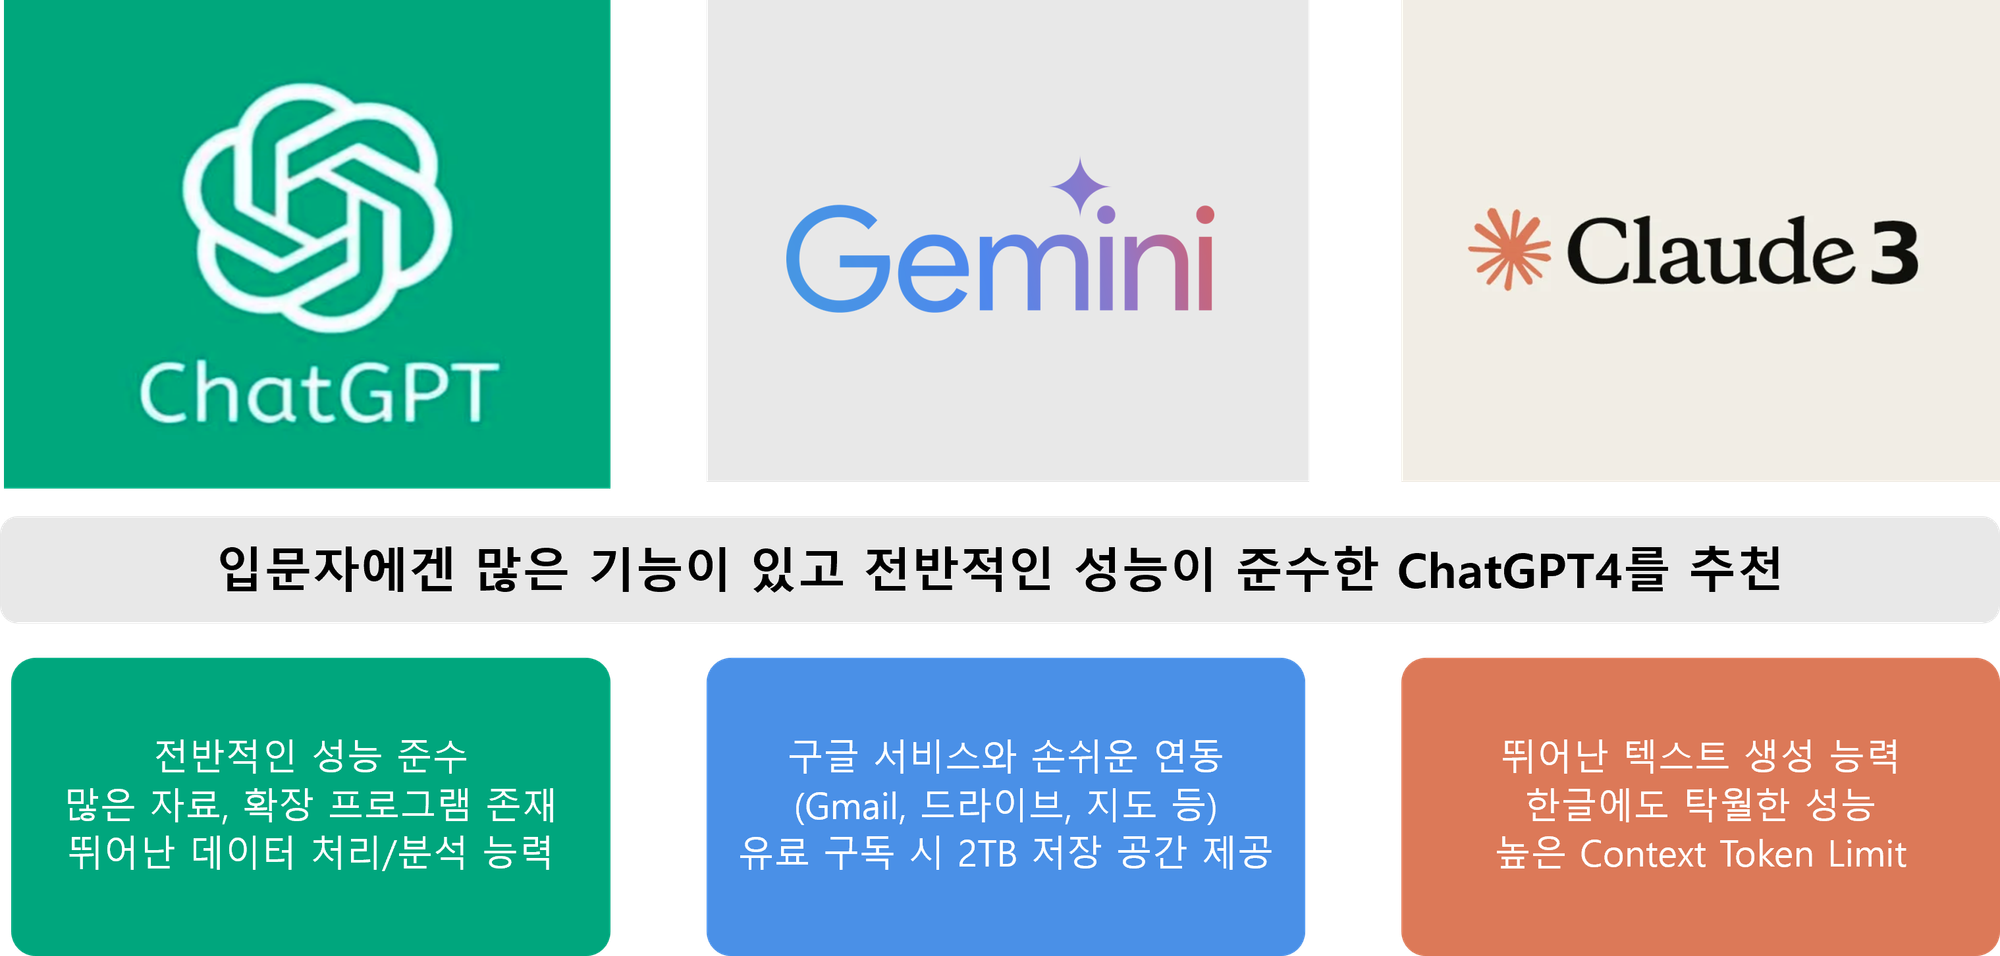 ChatGPT
Gemini
Claude 3
입문자에겐 많은 기능이 있고 전반적인 성능이 준수한 ChatGPT4를 추천
전반적인 성능 준수
많은 자료, 확장 프로그램 존재
뛰어난 데이터 처리/분석 능력
구글 서비스와 손쉬운 연동
(Gmail, 드라이브, 지도 등)
유료 구독 시 2TB 저장 공간 제공
뛰어난 텍스트 생성 능력
한글에도 탁월한 성능
높은 Context Token Limit